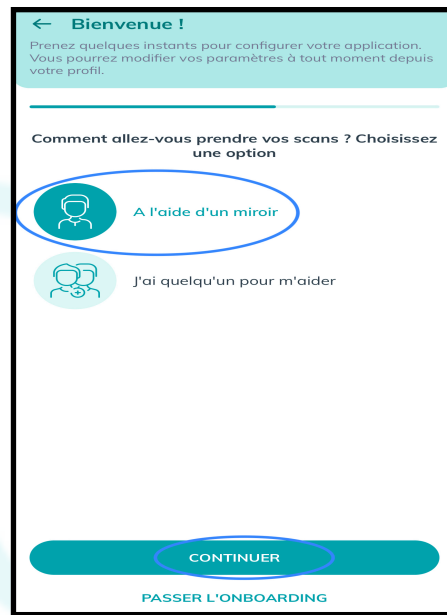 Bienvenue !
Prenez quelques instants pour configurer votre application.
Vous pourrez modifier vos paramètres à tout moment depuis
votre profil.
Comment allez-vous prendre vos scans ? Choisissez
une option
A l'aide d'un miroir
J'ai quelqu'un pour m'aider
CONTINUER
PASSER L'ONBOARDING